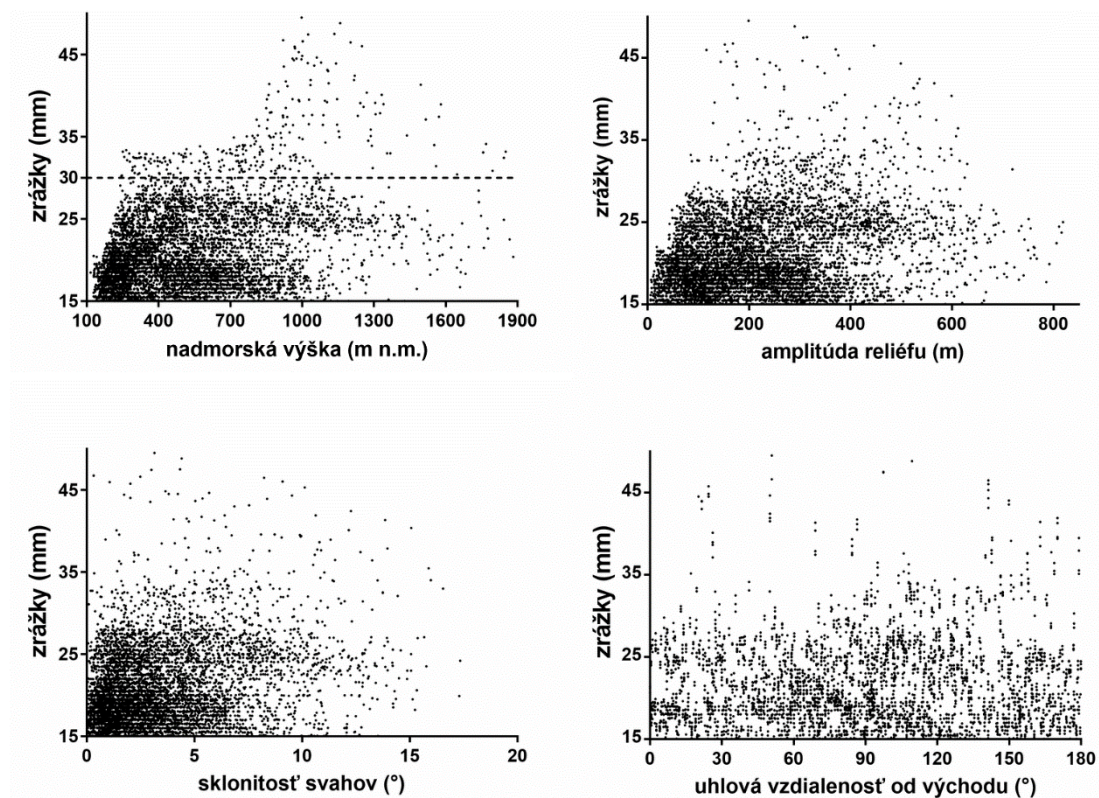 45
35
30
25
15
zrážky (mm)
100 400 700 1000 1300 1600 1900
nadmorská výška (m n.m.)
45
35
25
15
zrážky (mm)
0 200 400 600 800
amplitúda reliéfu (m)
45
35
25
15
zrážky (mm)
0 5 10 15 20
sklonitosť svahov (°)
45
35
25
15
zrážky (mm)
0 30 60 90 120 150 180
uhlová vzdialenosť od východu (°)